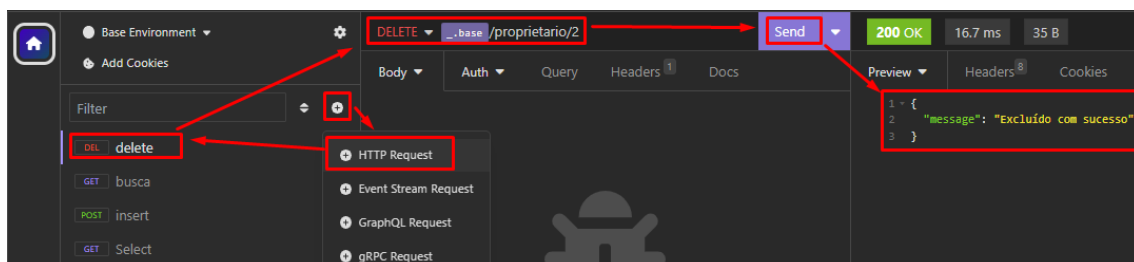 Base Environment
Add Cookies
Filter
DEL delete
GET busca
POST insert
GET Select
HTTP Request
Event Stream Request
GraphQL Request
gRPC Request
DELETE _.base /proprietario/2
Send
Body Auth Query Headers 1 Docs
200 OK 16.7 ms 35 B
Preview Headers 8 Cookies
1 {
2 "message": "Excluído com sucesso"
3 }